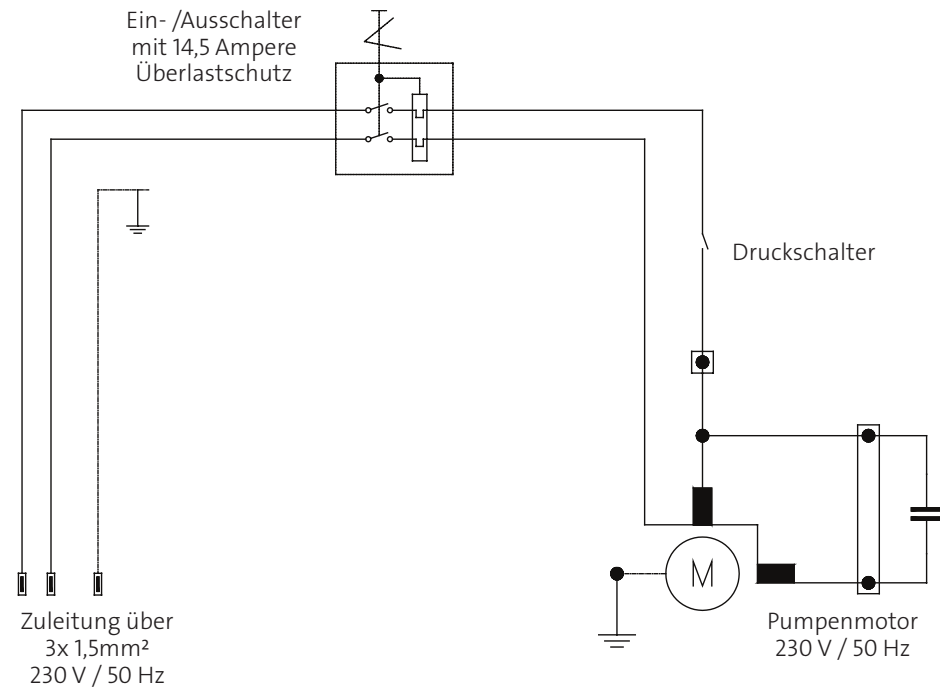 Ein- /Ausschalter
mit 14,5 Ampere
Überlastschutz
Druckschalter
M
Zuleitung über
3x 1,5mm²
230 V / 50 Hz
Pumpenmotor
230 V / 50 Hz